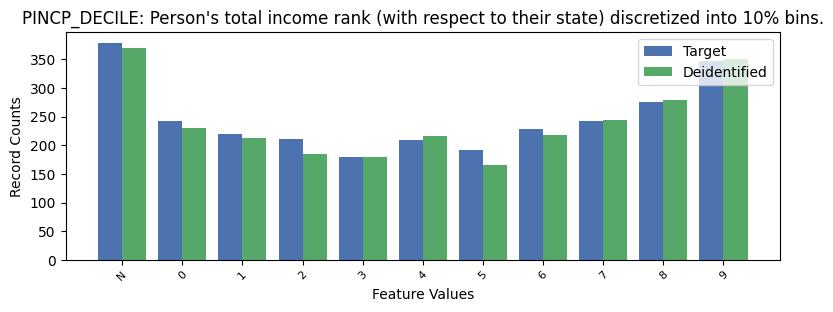 PINCP_DECILE: Person's total income rank (with respect to their state) discretized into 10% bins.
Target
Deidentified
Record Counts
350
300
250
200
150
100
50
0
N 0 1 2 3 4 5 6 7 8 9
Feature Values